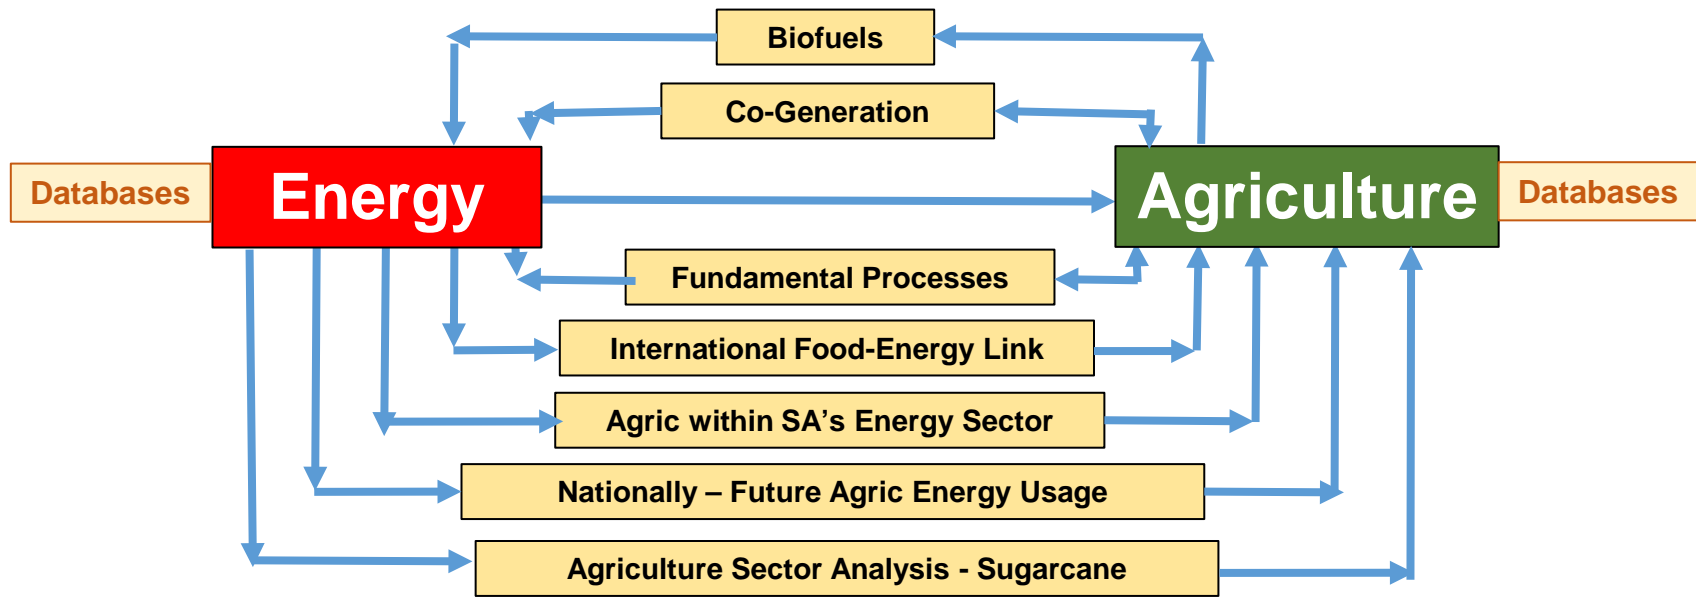 Biofuels
Co-Generation
Databases
Energy
Agriculture
Databases
Fundamental Processes
International Food-Energy Link
Agric within SA’s Energy Sector
Nationally – Future Agric Energy Usage
Agriculture Sector Analysis - Sugarcane